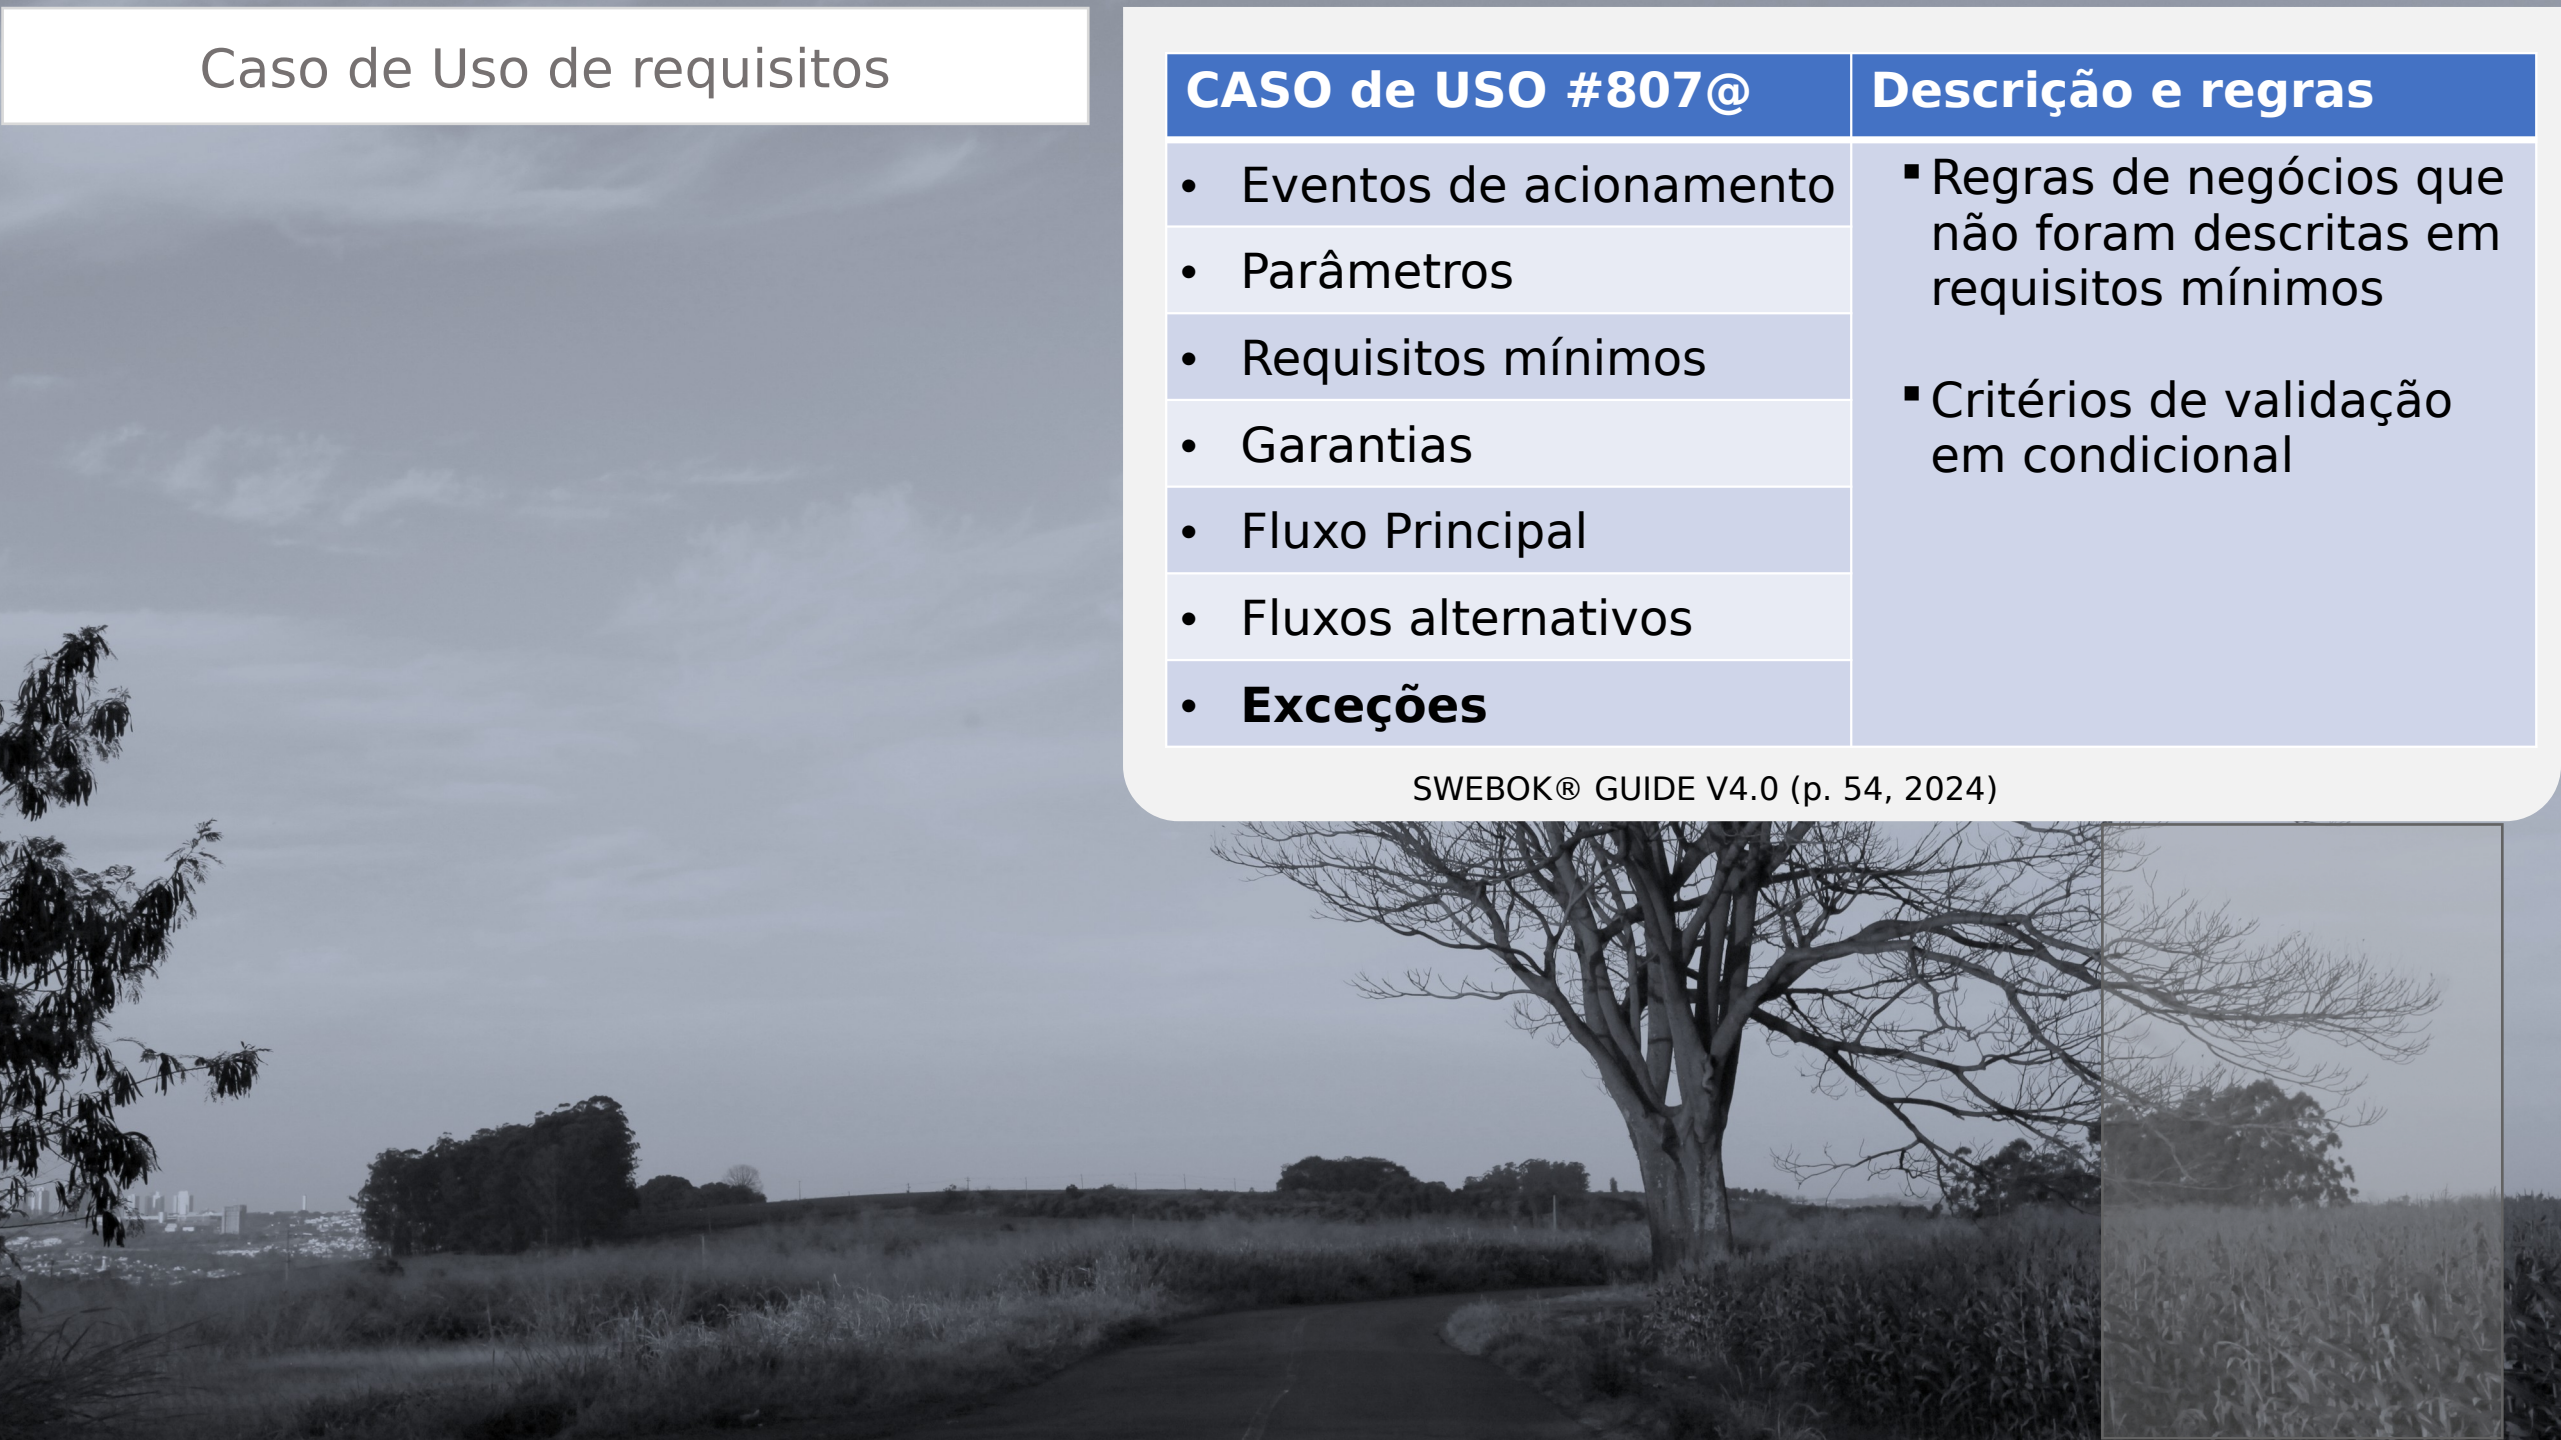 Caso de Uso de requisitos
CASO de USO #807@
Descrição e regras
• Eventos de acionamento
• Parâmetros
• Requisitos mínimos
• Garantias
• Fluxo Principal
• Fluxos alternativos
• Exceções
▪ Regras de negócios que
não foram descritas em
requisitos mínimos
▪ Critérios de validação
em condicional
SWEBOK® GUIDE V4.0 (p. 54, 2024)